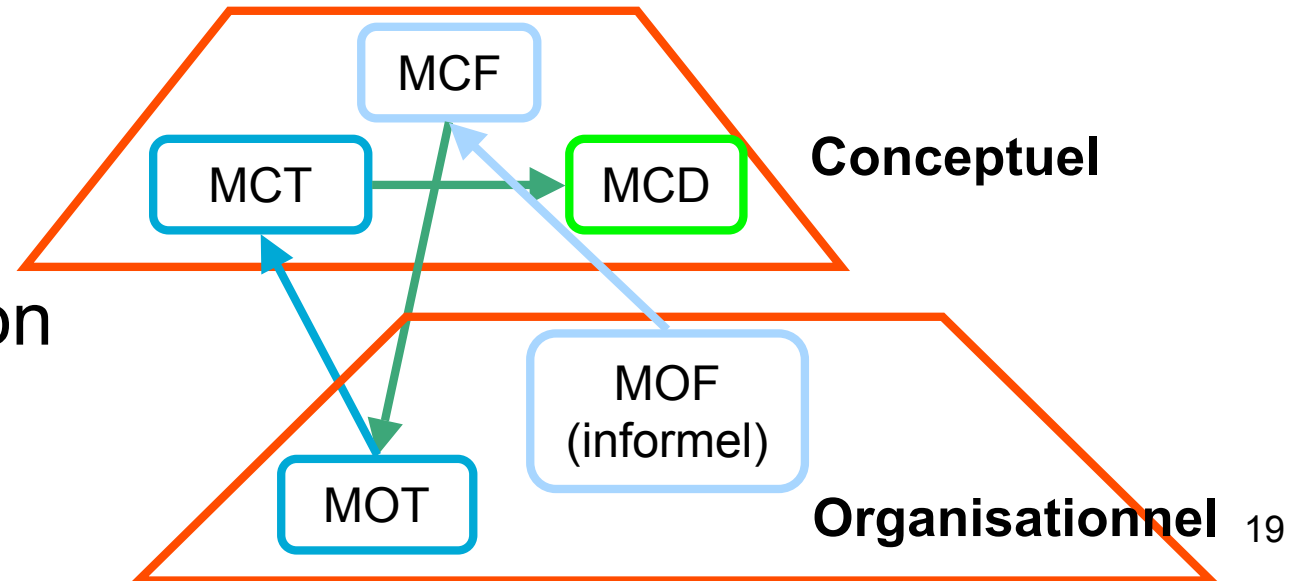 MCF
Conceptuel
MCT
MCD
on
MOF
(informel)
MOT
Organisationnel
19